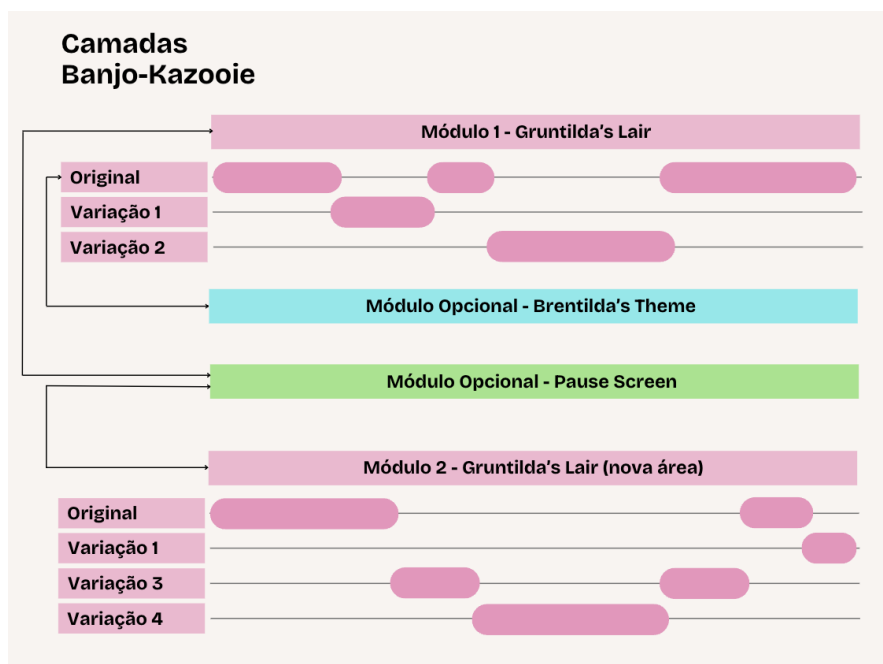 Camadas
Banjo-Kazooie
Módulo 1 - Gruntilda's Lair
Original
Variação 1
Variação 2
Módulo Opcional - Brentilda's Theme
Módulo Opcional - Pause Screen
Módulo 2 - Gruntilda's Lair (nova área)
Original
Variação 1
Variação 3
Variação 4